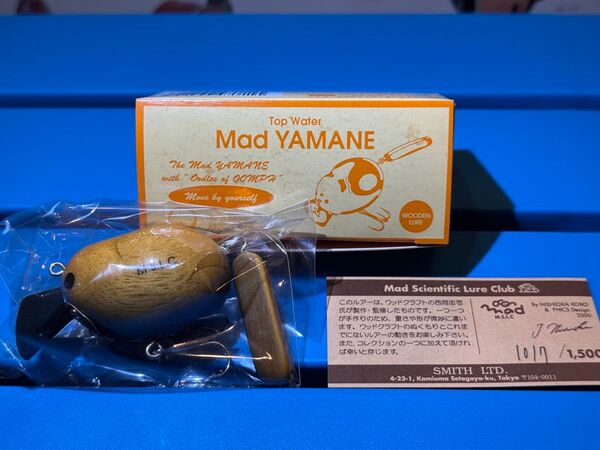 Top Water
Mad YAMANE
The Mad YAMANE
with "Oodles of OOMPH"
Move by yourself
WOODEN
LURE
M.S.L.C
Mad Scientific Lure Club
このルアーは、ウッドクラフトの西岡忠司
氏が製作・監修したものです。一つ一つ
が手作りのため、重さや形が微妙に違い
ます。ウッドクラフトのぬくもりとこれま
でにないルアーの動きをお楽しみ下さい。
また、コレクションの一つに加えて頂けれ
ば幸いと存じます。
mad
M.S.L.C
By NISHIOKA KOBO
& PHICS Design
2000
1017/1,500
SMITH LTD.
4-23-1, Kamiuma Setagaya-ku, Tokyo 〒154-0011